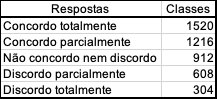 Respostas Classes
Concordo totalmente 1520
Concordo parcialmente 1216
Não concordo nem discordo 912
Discordo parcialmente 608
Discordo totalmente 304